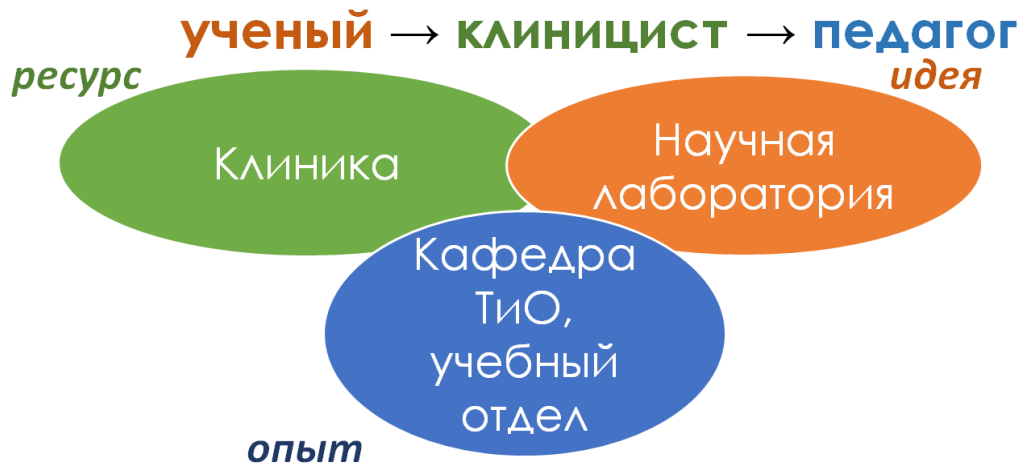 ученый → клиницист → педагог
ресурс
идея
Клиника
Научная
лаборатория
Кафедра
ТиО,
учебный
отдел
опыт